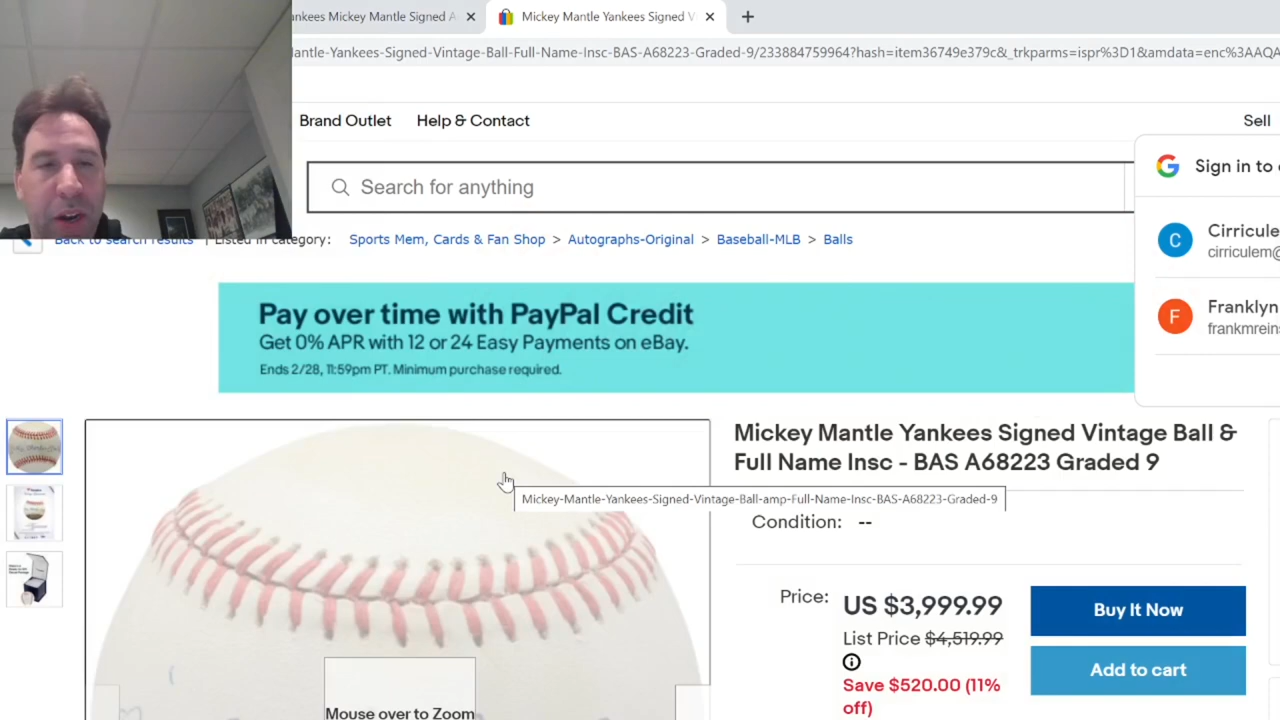 ankees Mickey Mantle Signed A
Mickey Mantle Yankees Signed V
antle-Yankees-Signed-Vintage-Ball-Full-Name-Insc-BAS-A68223-Graded-9/233884759964?hash=item36749e379c&_trkparms=ispr%3D1&amdata=enc%3AAQA
Brand Outlet Help & Contact Sell
Search for anything
G Sign in to
C Cirricule
cirriculem@
F Franklyn
frankmrein
Back to search results | Listed in category: Sports Mem, Cards & Fan Shop > Autographs-Original > Baseball-MLB > Balls
Pay over time with PayPal Credit
Get 0% APR with 12 or 24 Easy Payments on eBay.
Ends 2/28, 11:59pm PT. Minimum purchase required.
Mickey Mantle Yankees Signed Vintage Ball &
Full Name Insc - BAS A68223 Graded 9
Mickey-Mantle-Yankees-Signed-Vintage-Ball-amp-Full-Name-Insc-BAS-A68223-Graded-9
Condition: --
Price: US $3,999.99
Buy It Now
List Price $4,519.99
Add to cart
Save $520.00 (11%
off)
Mouse over to Zoom